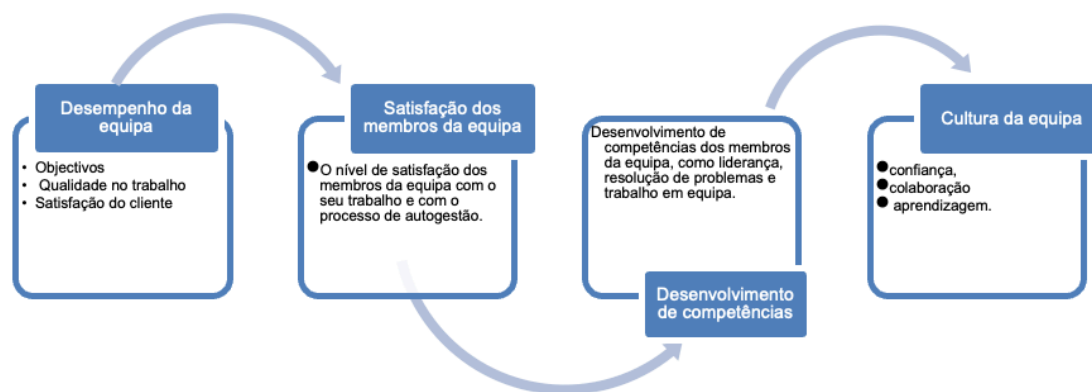 Desempenho da
equipa
• Objectivos
• Qualidade no trabalho
• Satisfação do cliente
Satisfação dos
membros da equipa
● O nível de satisfação dos
membros da equipa com o
seu trabalho e com o
processo de autogestão.
Desenvolvimento de
competências dos membros
da equipa, como liderança,
resolução de problemas e
trabalho em equipa.
Desenvolvimento
de competências
Cultura da equipa
● confiança,
● colaboração
● aprendizagem.